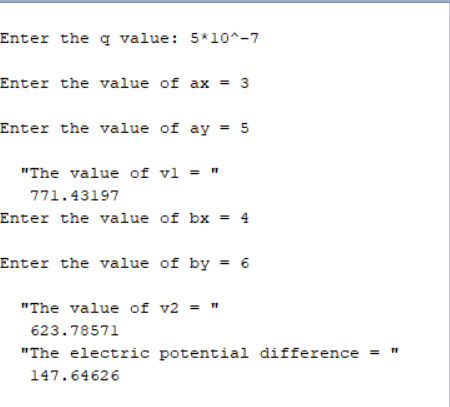 Enter the q value: 5*10^-7
Enter the value of ax = 3
Enter the value of ay = 5
"The value of v1 = "
771.43197
Enter the value of bx = 4
Enter the value of by = 6
"The value of v2 = "
623.78571
"The electric potential difference = "
147.64626